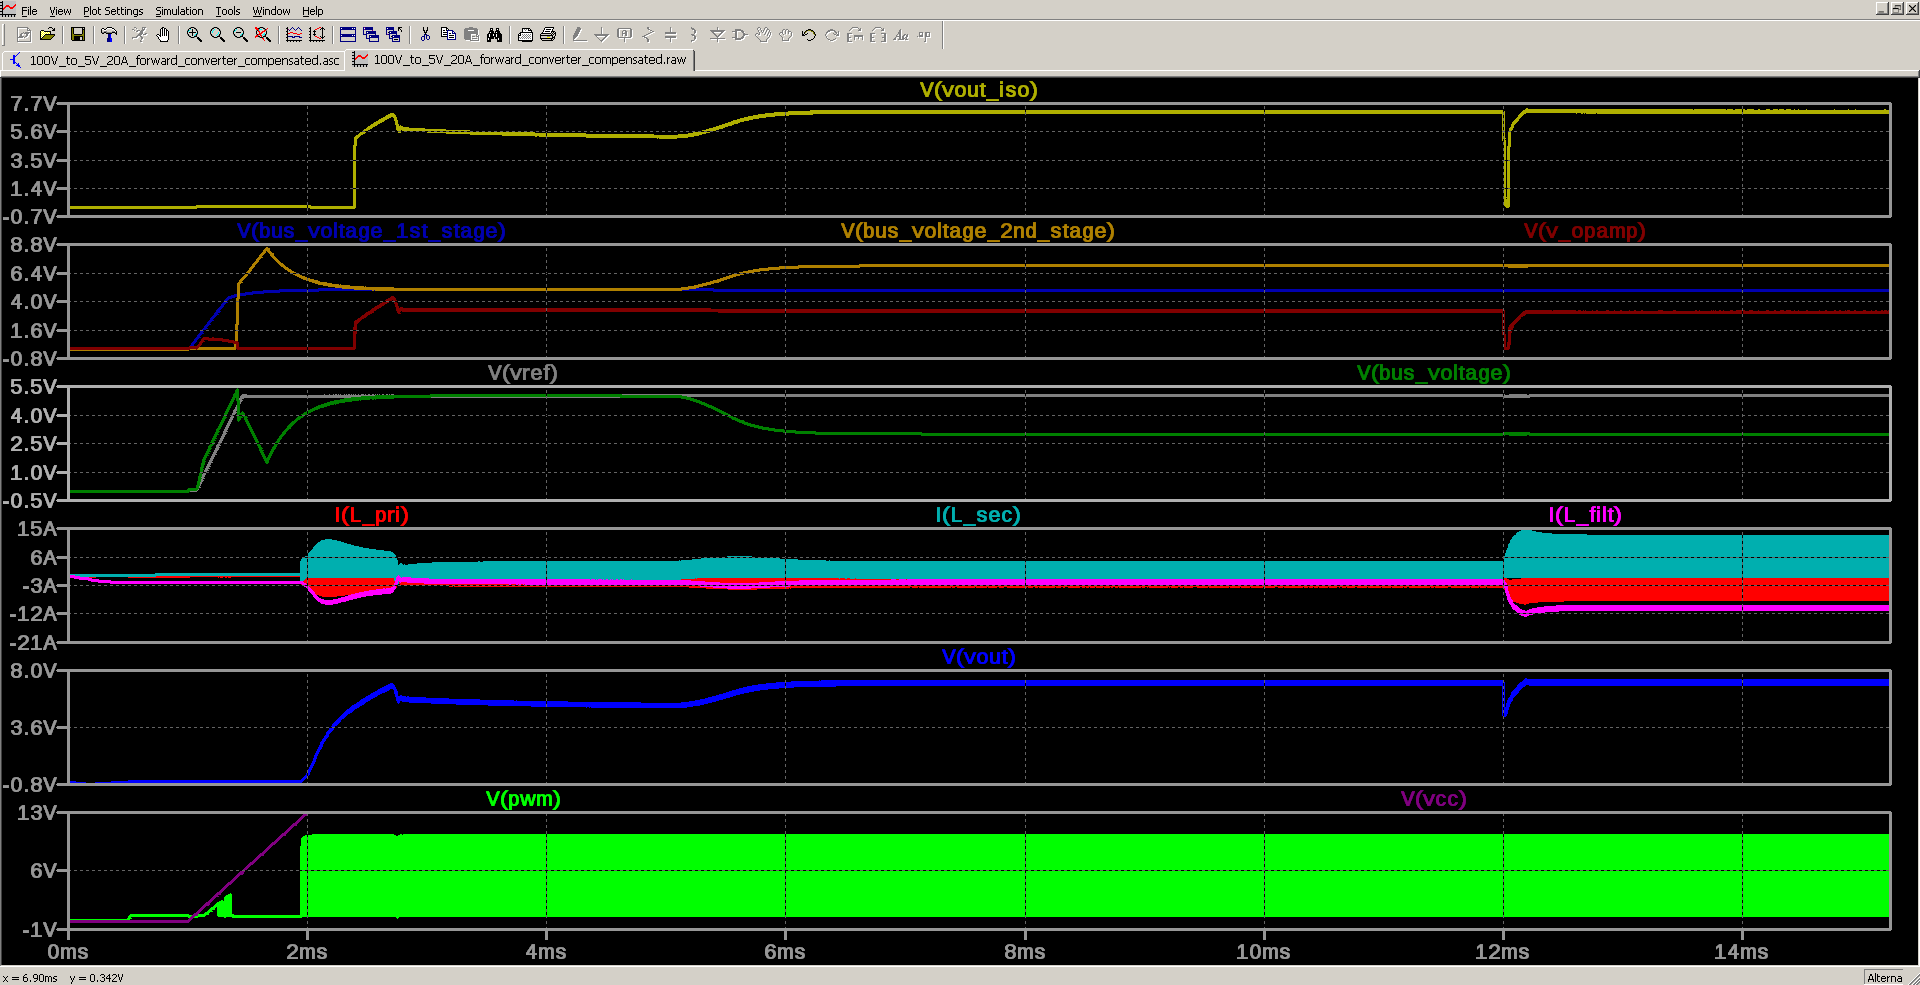 File View Plot Settings Simulation Tools Window Help
100V_to_5V_20A_forward_converter_compensated.asc 100V_to_5V_20A_forward_converter_compensated.raw
V(vout_iso)
7.7V
5.6V
3.5V
1.4V
-0.7V
V(bus_voltage_1st_stage) V(bus_voltage_2nd_stage) V(v_opamp)
8.8V
6.4V
4.0V
1.6V
-0.8V
V(vref) V(bus_voltage)
5.5V
4.0V
2.5V
1.0V
-0.5V
I(L_pri) I(L_sec) I(L_filt)
15A
6A
-3A
-12A
-21A
V(vout)
8.0V
3.6V
-0.8V
V(pwm) V(vcc)
13V
6V
-1V
0ms 2ms 4ms 6ms 8ms 10ms 12ms 14ms
x = 6.90ms y = 0.342V Alterna